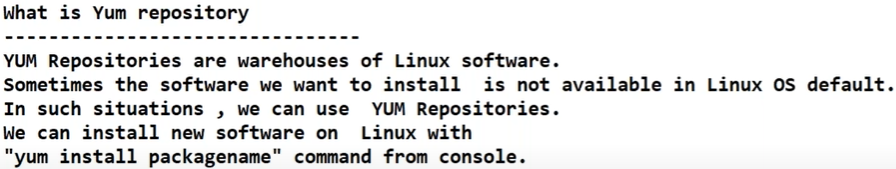 What is Yum repository
--------------------------------
YUM Repositories are warehouses of Linux software.
Sometimes the software we want to install  is not available in Linux OS default.
In such situations , we can use  YUM Repositories.
We can install new software on  Linux with
"yum install packagename" command from console.